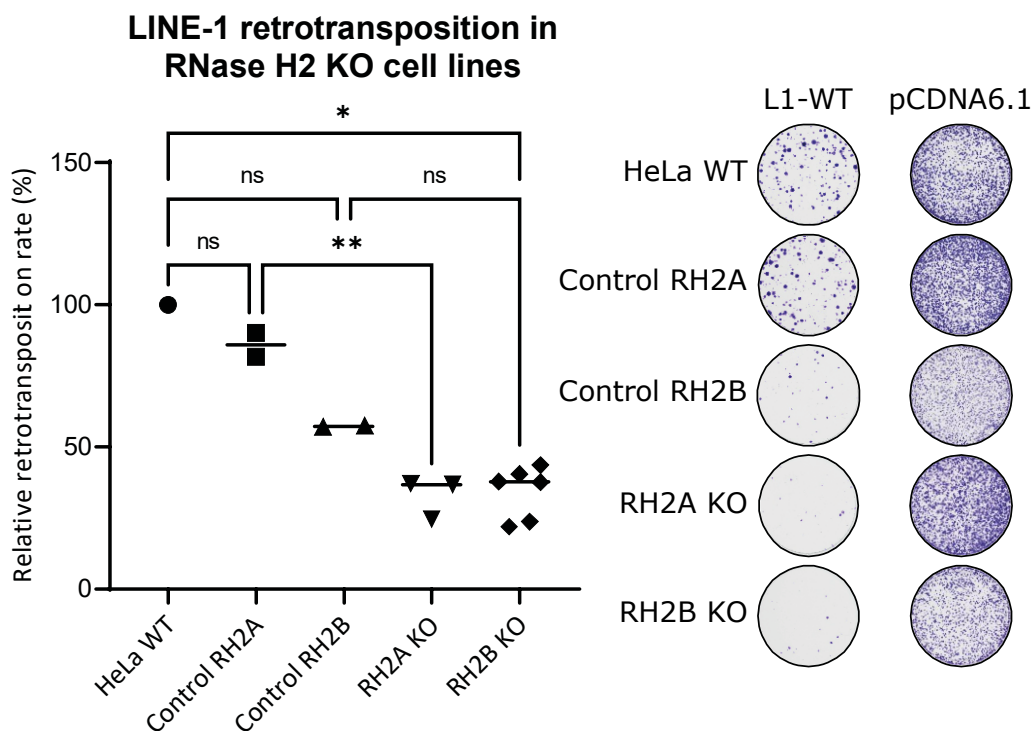 LINE-1 retrotransposition in
RNase H2 KO cell lines
*
ns
ns
ns
**
150
100
50
0
Relative retrotransposit on rate (%)
HeLa WT
Control RH2A
Control RH2B
RH2A KO
RH2B KO
L1-WT pCDNA6.1
HeLa WT
Control RH2A
Control RH2B
RH2A KO
RH2B KO